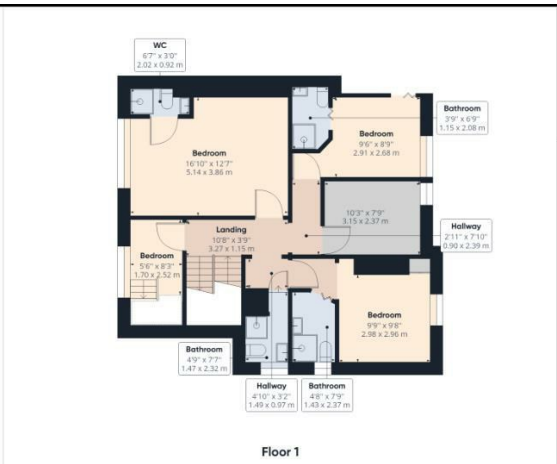 WC
6'7" x 3'0"
2.02 x 0.92 m
Bathroom
3'9" x 6'9"
1.15 x 2.08 m
Bedroom
16'10" x 12'7"
5.14 x 3.86 m
Bedroom
9'6" x 8'9"
2.91 x 2.68 m
10'3" x 7'9"
3.15 x 2.37 m
Hallway
2'11" x 7'10"
0.90 x 2.39 m
Landing
10'8" x 3'9"
3.27 x 1.15 m
Bedroom
5'6" x 8'3"
1.70 x 2.52 m
Bedroom
9'9" x 9'8"
2.98 x 2.96 m
Bathroom
4'9" x 7'7"
1.47 x 2.32 m
Hallway
4'10" x 3'2"
1.49 x 0.97 m
Bathroom
4'8" x 7'9"
1.43 x 2.37 m
Floor 1